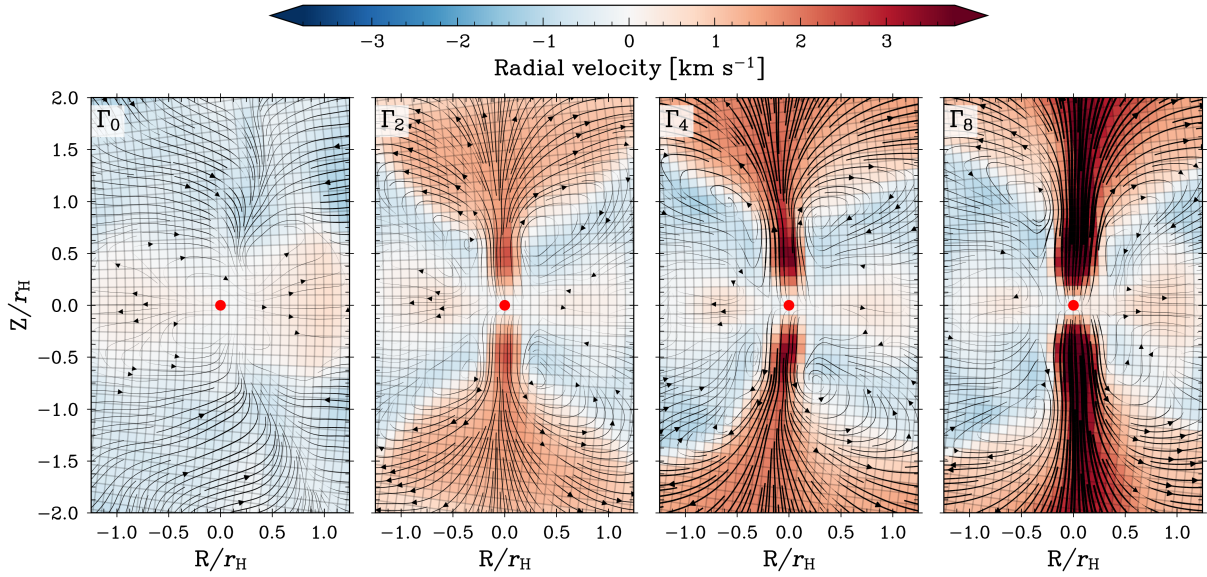 −3 −2 −1 0 1 2 3
Radial velocity [km s⁻¹]
Γ₀ Γ₂ Γ₄ Γ₈
2.0
1.5
1.0
0.5
0.0
−0.5
−1.0
−1.5
−2.0
Z/r_H
−1.0 −0.5 0.0 0.5 1.0 −1.0 −0.5 0.0 0.5 1.0 −1.0 −0.5 0.0 0.5 1.0 −1.0 −0.5 0.0 0.5 1.0
R/r_H R/r_H R/r_H R/r_H